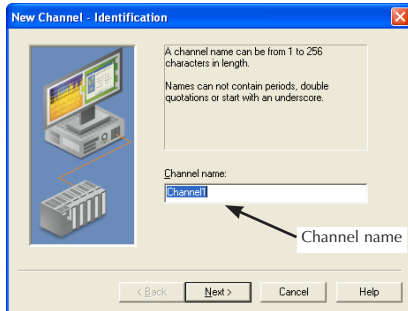 New Channel - Identification
A channel name can be from 1 to 256
characters in length.
Names can not contain periods, double
quotations or start with an underscore.
Channel name:
Channel1
Channel name
< Back
Next >
Cancel
Help